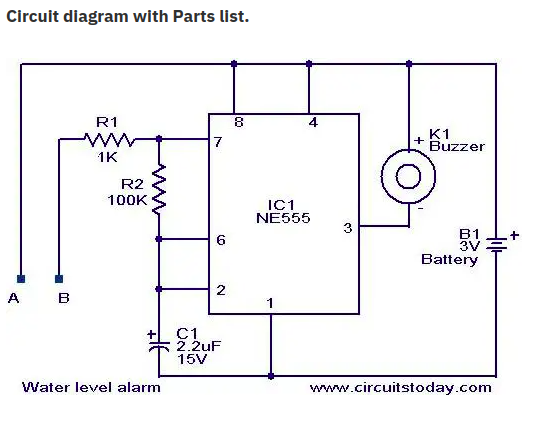 Circuit diagram with Parts list.
R1
1K
R2
100K
7
8
4
K1
+
Buzzer
-
IC1
NE555
3
6
2
1
B1
+
3V
Battery
A
B
+
C1
2.2uF
15V
Water level alarm
www.circuitstoday.com